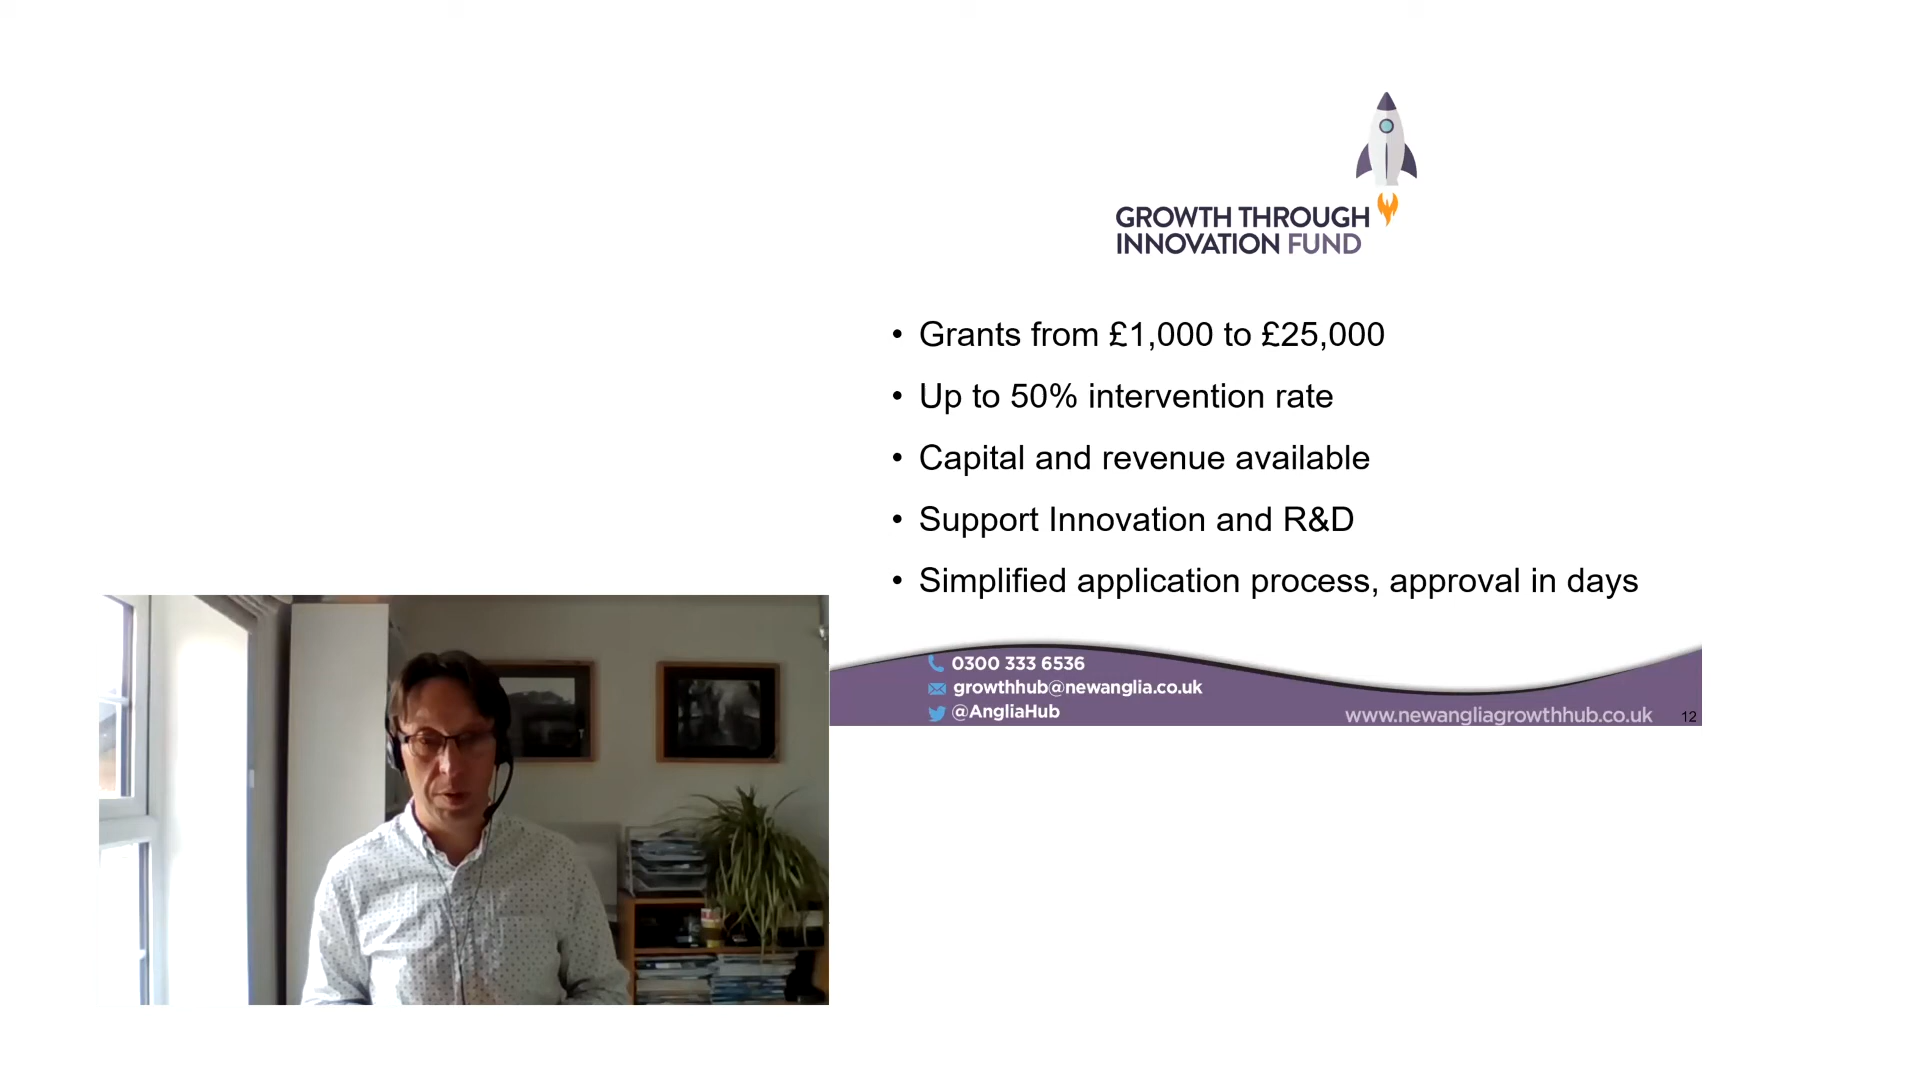 GROWTH THROUGH
INNOVATION FUND
• Grants from £1,000 to £25,000
• Up to 50% intervention rate
• Capital and revenue available
• Support Innovation and R&D
• Simplified application process, approval in days
0300 333 6536
growthhub@newanglia.co.uk
@AngliaHub
www.newangliagrowthhub.co.uk
12